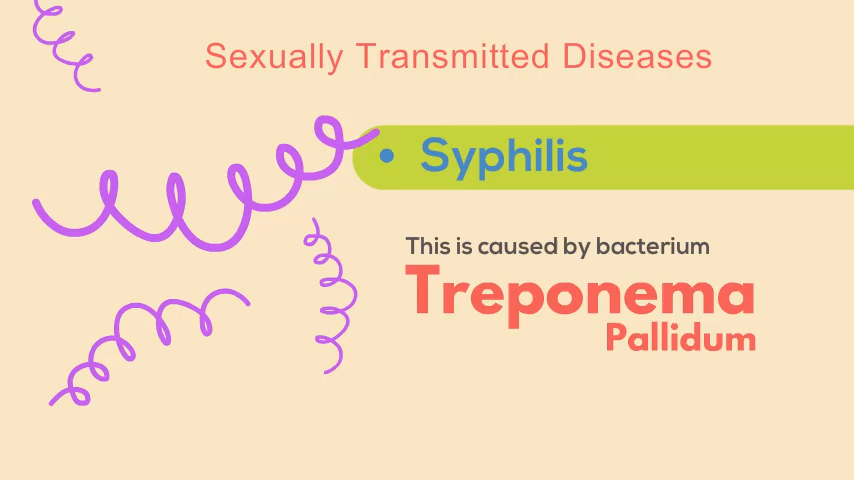 Sexually Transmitted Diseases
• Syphilis
This is caused by bacterium
Treponema
Pallidum